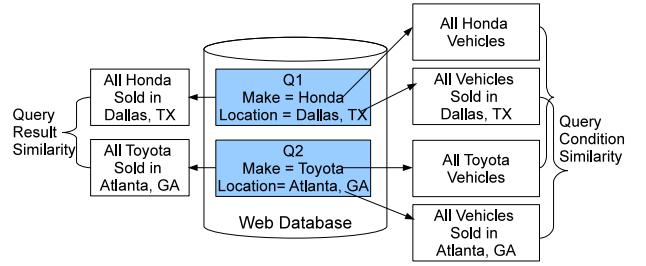 Query
Result
Similarity
All Honda
Sold in
Dallas, TX
All Toyota
Sold in
Atlanta, GA
Q1
Make = Honda
Location = Dallas, TX
Q2
Make = Toyota
Location= Atlanta, GA
Web Database
All Honda
Vehicles
All Vehicles
Sold in
Dallas, TX
All Toyota
Vehicles
All Vehicles
Sold in
Atlanta, GA
Query
Condition
Similarity